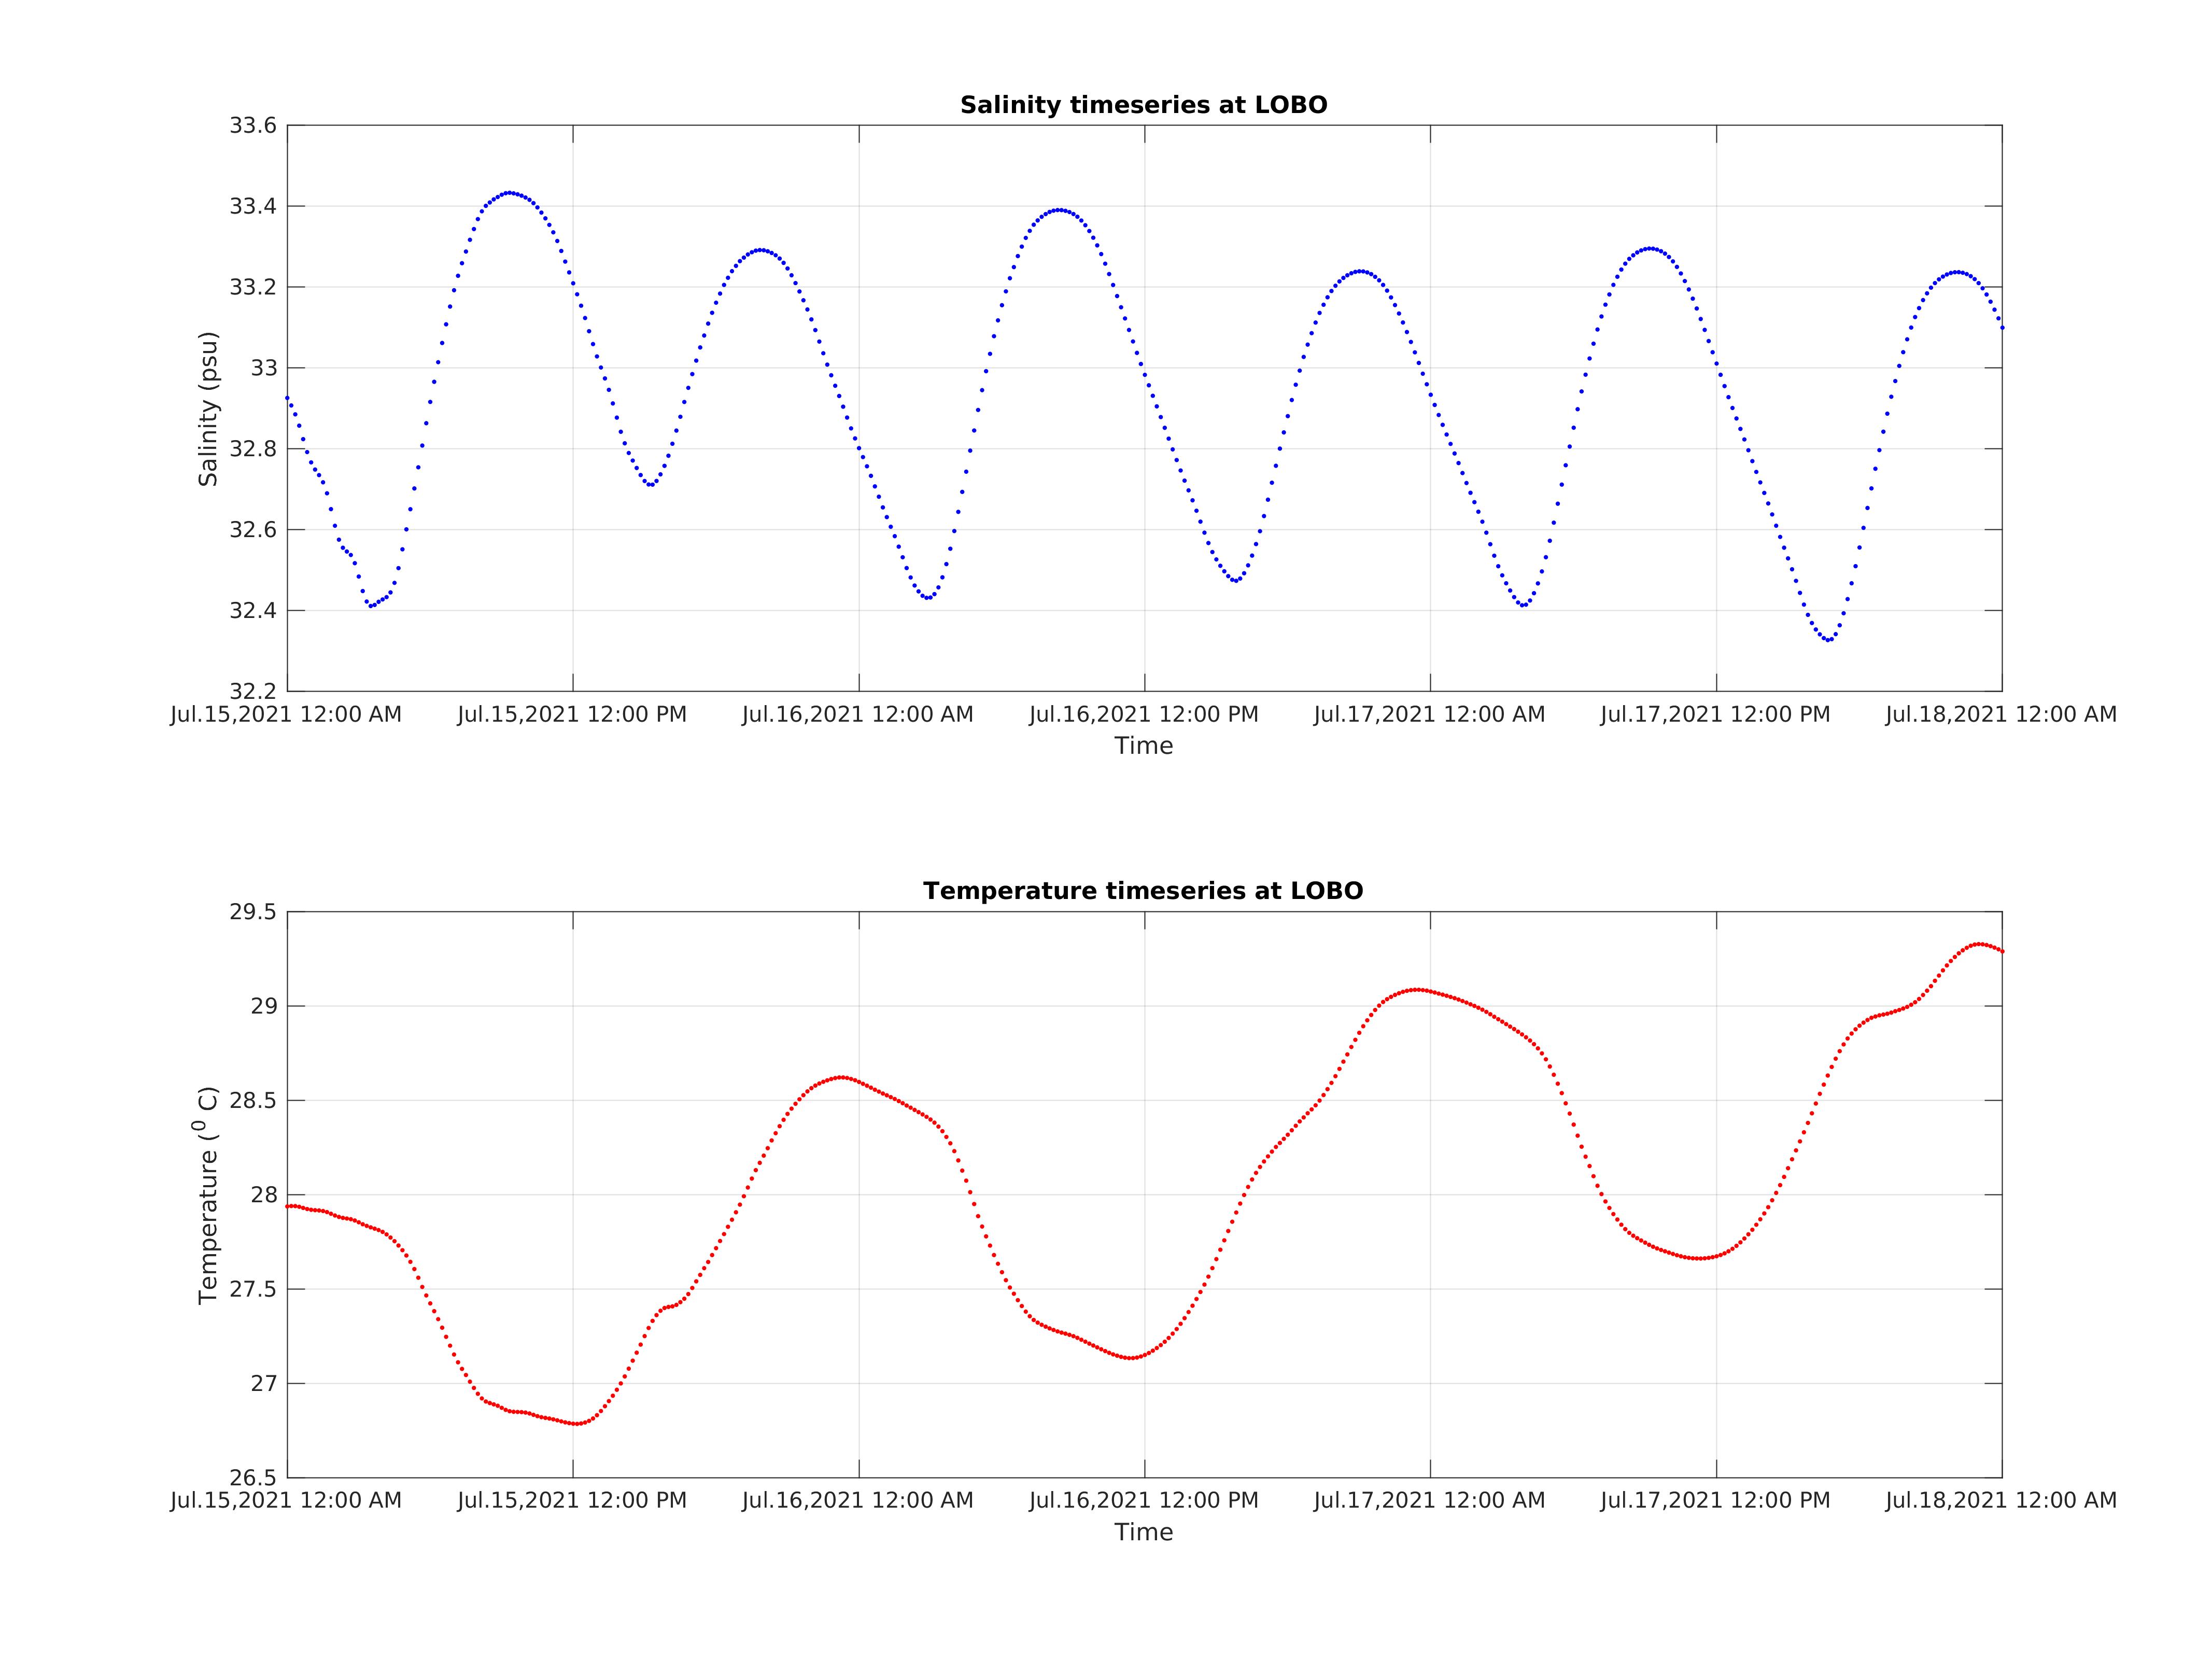 Salinity timeseries at LOBO
33.6
33.4
33.2
33
32.8
32.6
32.4
32.2
Salinity (psu)
Jul.15,2021 12:00 AM Jul.15,2021 12:00 PM Jul.16,2021 12:00 AM Jul.16,2021 12:00 PM Jul.17,2021 12:00 AM Jul.17,2021 12:00 PM Jul.18,2021 12:00 AM
Time
Temperature timeseries at LOBO
29.5
29
28.5
28
27.5
27
26.5
Temperature (⁰ C)
Jul.15,2021 12:00 AM Jul.15,2021 12:00 PM Jul.16,2021 12:00 AM Jul.16,2021 12:00 PM Jul.17,2021 12:00 AM Jul.17,2021 12:00 PM Jul.18,2021 12:00 AM
Time